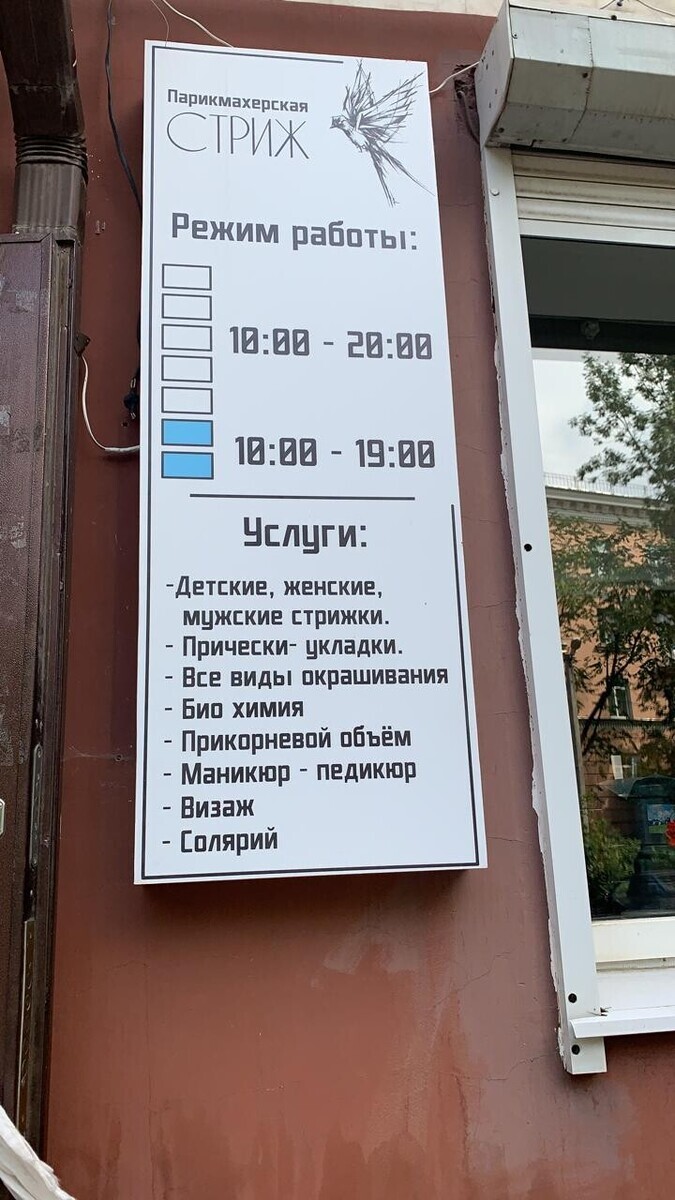 Парикмахерская
СТРИЖ
Режим работы:
10:00 - 20:00
10:00 - 19:00
Услуги:
-Детские, женские,
мужские стрижки.
- Прически- укладки.
- Все виды окрашивания
- Био химия
- Прикорневой объём
- Маникюр - педикюр
- Визаж
- Солярий